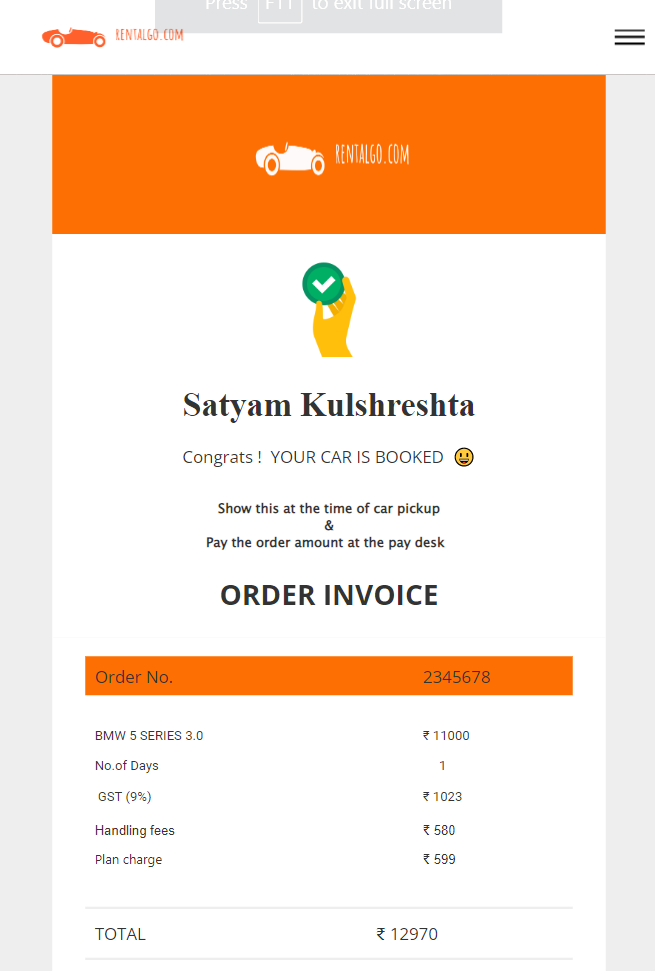 Press F11 to exit full screen
RENTALGO.COM
RENTALGO.COM
Satyam Kulshreshta
Congrats ! YOUR CAR IS BOOKED 😃
Show this at the time of car pickup
&
Pay the order amount at the pay desk
ORDER INVOICE
Order No. 2345678
BMW 5 SERIES 3.0 ₹ 11000
No.of Days 1
GST (9%) ₹ 1023
Handling fees ₹ 580
Plan charge ₹ 599
TOTAL ₹ 12970